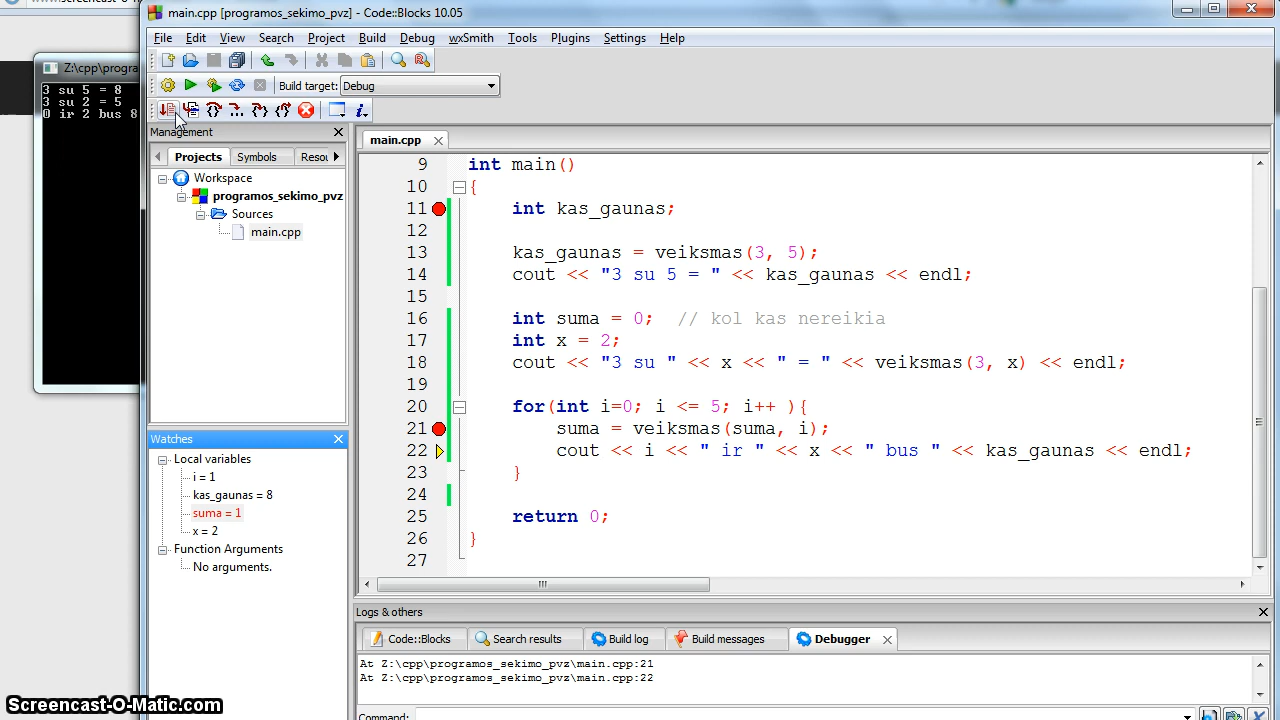 main.cpp [programos_sekimo_pvz] - Code::Blocks 10.05
File Edit View Search Project Build Debug wxSmith Tools Plugins Settings Help
Z:\cpp\progra
3 su 5 = 8
3 su 2 = 5
0 ir 2 bus 8
Build target: Debug
Management
Projects Symbols Resou
Workspace
programos_sekimo_pvz
Sources
main.cpp
Watches
Local variables
i = 1
kas_gaunas = 8
suma = 1
x = 2
Function Arguments
No arguments.
main.cpp
9 int main()
10 {
11 int kas_gaunas;
12
13 kas_gaunas = veiksmas(3, 5);
14 cout << "3 su 5 = " << kas_gaunas << endl;
15
16 int suma = 0; // kol kas nereikia
17 int x = 2;
18 cout << "3 su " << x << " = " << veiksmas(3, x) << endl;
19
20 for(int i=0; i <= 5; i++ ){
21 suma = veiksmas(suma, i);
22 cout << i << " ir " << x << " bus " << kas_gaunas << endl;
23 }
24
25 return 0;
26 }
27
Logs & others
Code::Blocks Search results Build log Build messages Debugger
At Z:\cpp\programos_sekimo_pvz\main.cpp:21
At Z:\cpp\programos_sekimo_pvz\main.cpp:22
Command:
Screencast-O-Matic.com